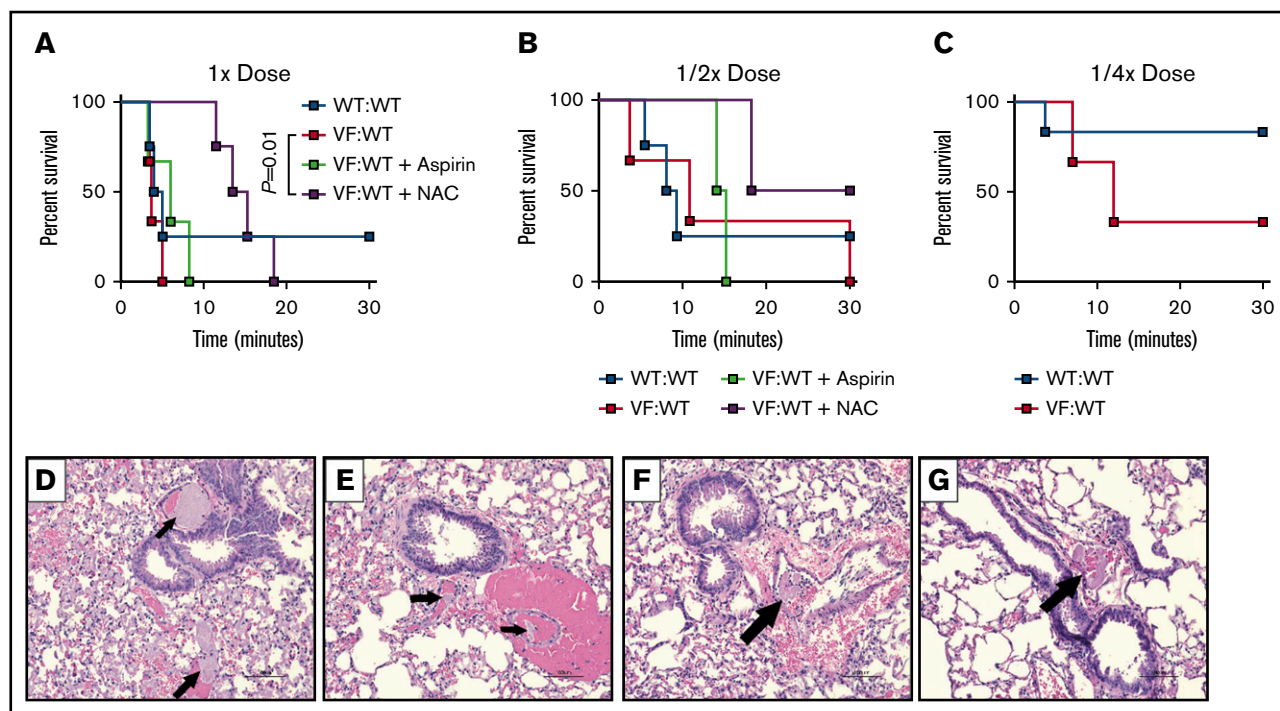 A
1x Dose
100
50
0
Percent survival
0 10 20 30
Time (minutes)
WT:WT
VF:WT
VF:WT + Aspirin
VF:WT + NAC
P=0.01
B
1/2x Dose
100
50
0
Percent survival
0 10 20 30
Time (minutes)
WT:WT VF:WT + Aspirin
VF:WT VF:WT + NAC
C
1/4x Dose
100
50
0
Percent survival
0 10 20 30
Time (minutes)
WT:WT
VF:WT
D
E
F
G